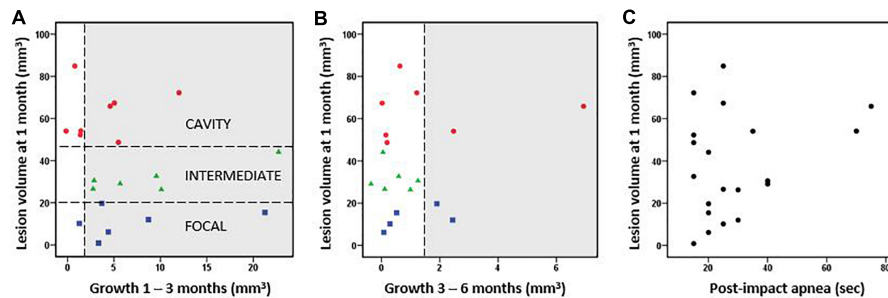 A
Lesion volume at 1 month (mm³)
100
80
60
40
20
0
CAVITY
INTERMEDIATE
FOCAL
0 5 10 15 20
Growth 1 – 3 months (mm³)
B
Lesion volume at 1 month (mm³)
100
80
60
40
20
0
0 2 4 6
Growth 3 – 6 months (mm³)
C
Lesion volume at 1 month (mm³)
100
80
60
40
20
0
20 40 60 80
Post-impact apnea (sec)